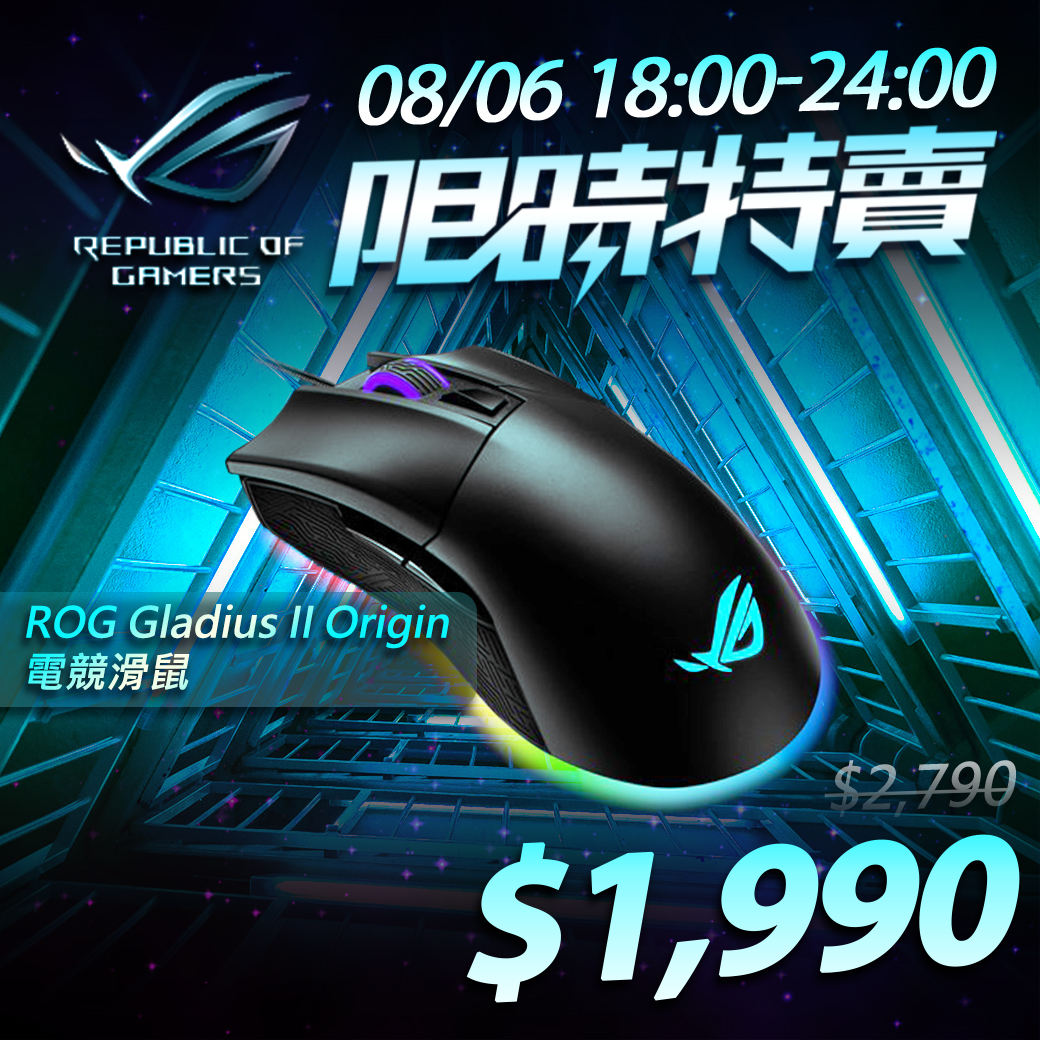 08/06 18:00-24:00
限時特賣
REPUBLIC OF
GAMERS
ROG Gladius II Origin
電競滑鼠
$2,790
$1,990